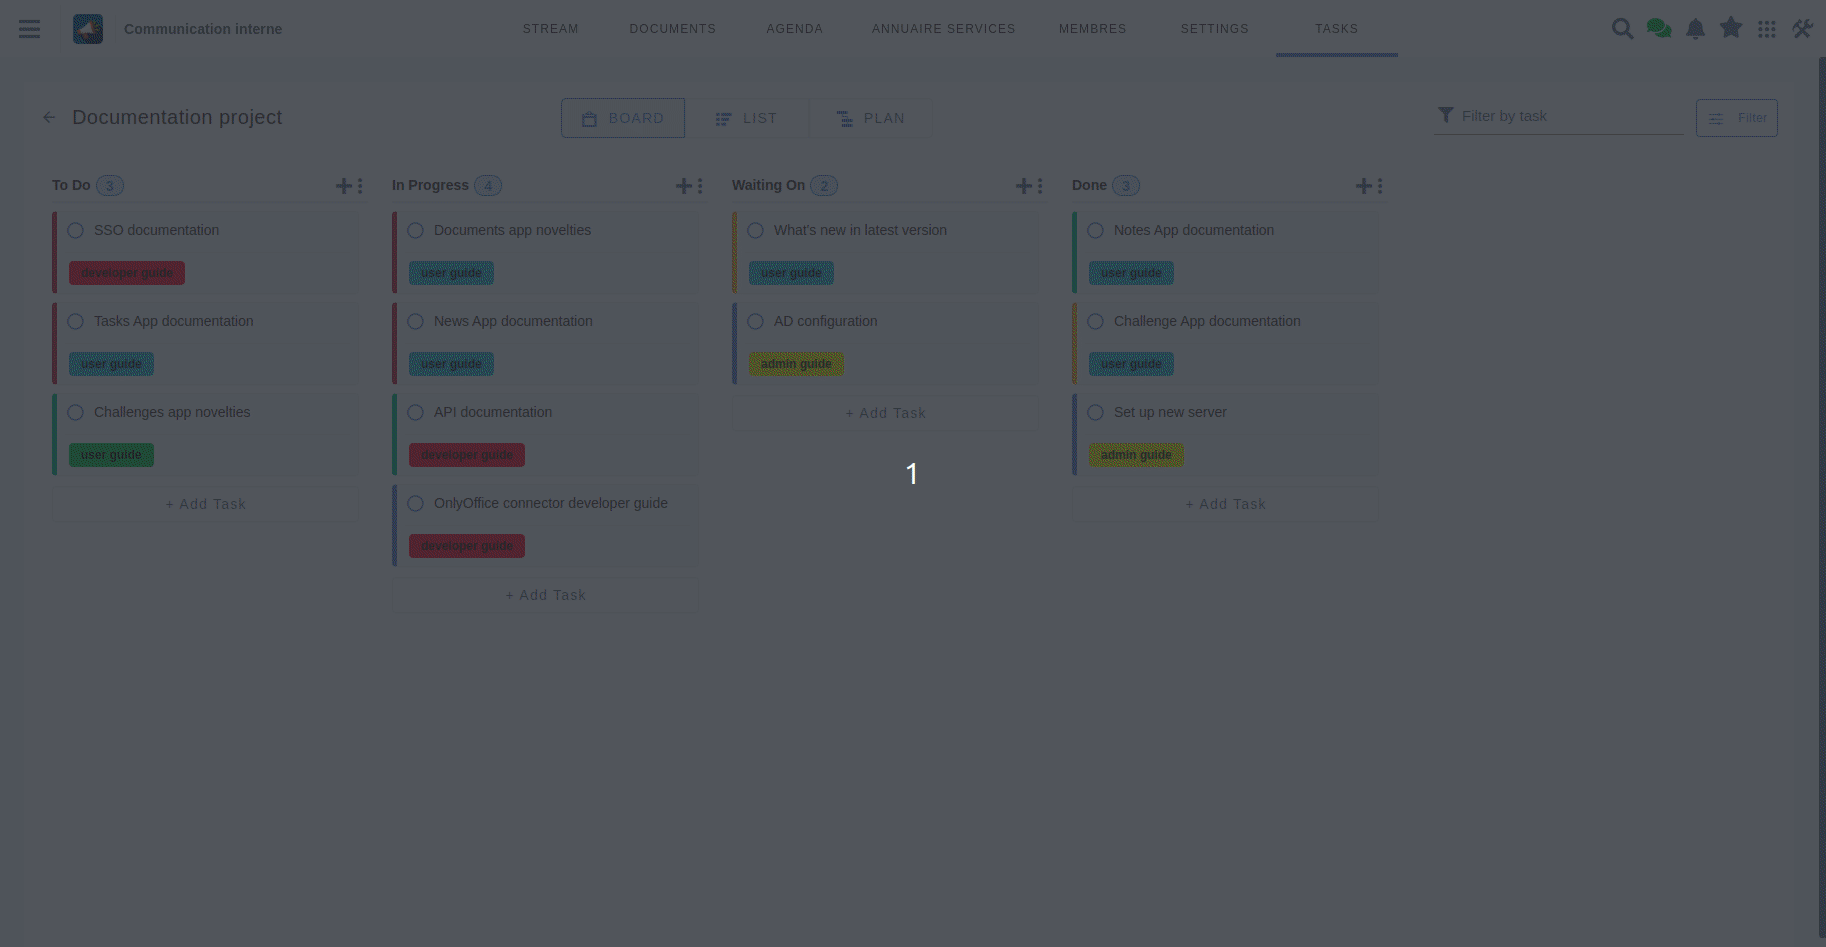 Communication interne
STREAM DOCUMENTS AGENDA ANNUAIRE SERVICES MEMBRES SETTINGS TASKS
Documentation project
BOARD LIST PLAN
Filter by task
Filter
To Do 3
SSO documentation
developer guide
Tasks App documentation
user guide
Challenges app novelties
user guide
+ Add Task
In Progress 4
Documents app novelties
user guide
News App documentation
user guide
API documentation
developer guide
OnlyOffice connector developer guide
developer guide
+ Add Task
Waiting On 2
What's new in latest version
user guide
AD configuration
admin guide
+ Add Task
1
Done 3
Notes App documentation
user guide
Challenge App documentation
user guide
Set up new server
admin guide
+ Add Task